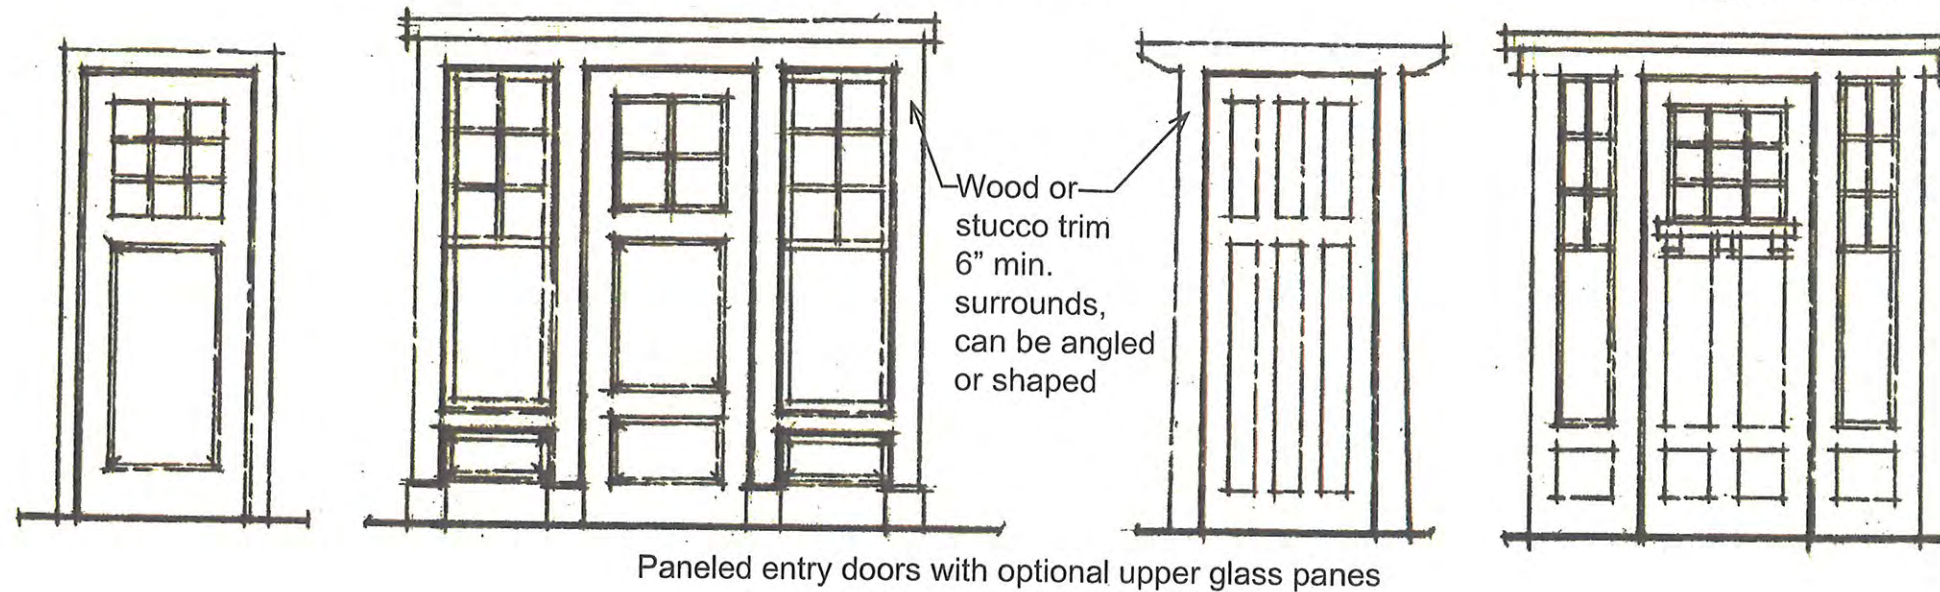 Wood or
stucco trim
6” min.
surrounds,
can be angled
or shaped
Paneled entry doors with optional upper glass panes